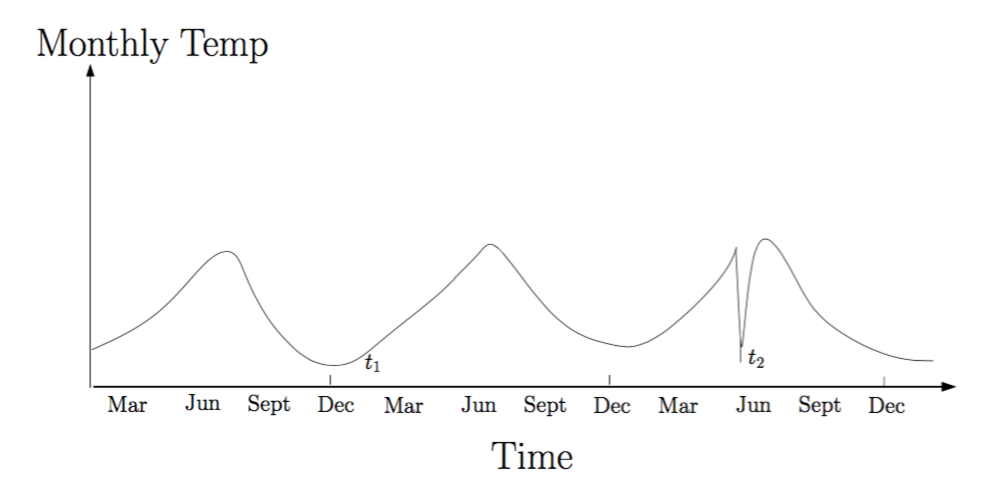 Monthly Temp
t1
t2
Mar Jun Sept Dec Mar Jun Sept Dec Mar Jun Sept Dec
Time